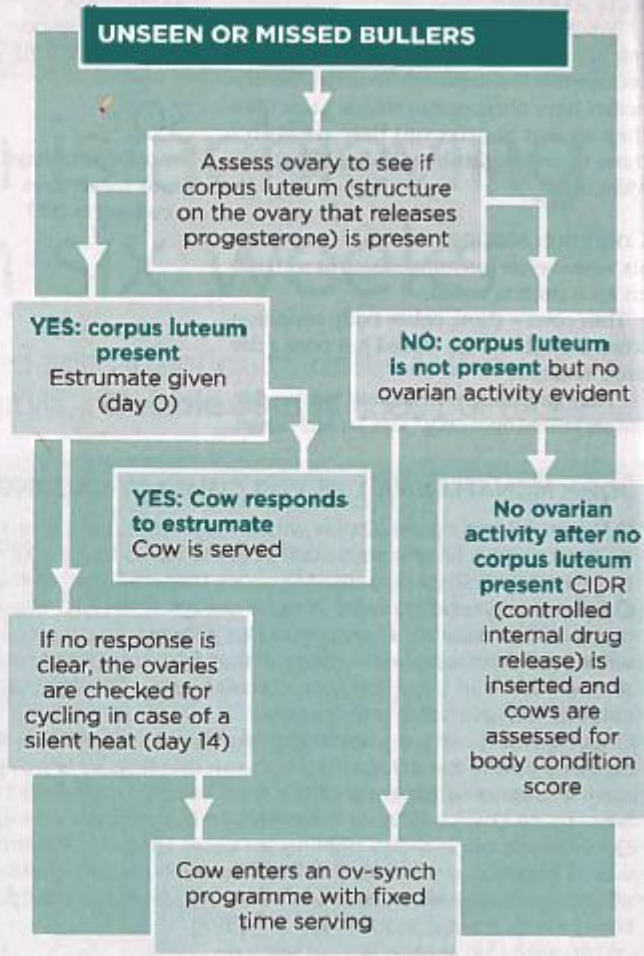 UNSEEN OR MISSED BULLERS
Assess ovary to see if
corpus luteum (structure
on the ovary that releases
progesterone) is present
YES: corpus luteum
present
Estrumate given
(day 0)
NO: corpus luteum
is not present but no
ovarian activity evident
YES: Cow responds
to estrumate
Cow is served
No ovarian
activity after no
corpus luteum
present CIDR
(controlled
internal drug
release) is
inserted and
cows are
assessed for
body condition
score
If no response is
clear, the ovaries
are checked for
cycling in case of a
silent heat (day 14)
Cow enters an ov-synch
programme with fixed
time serving